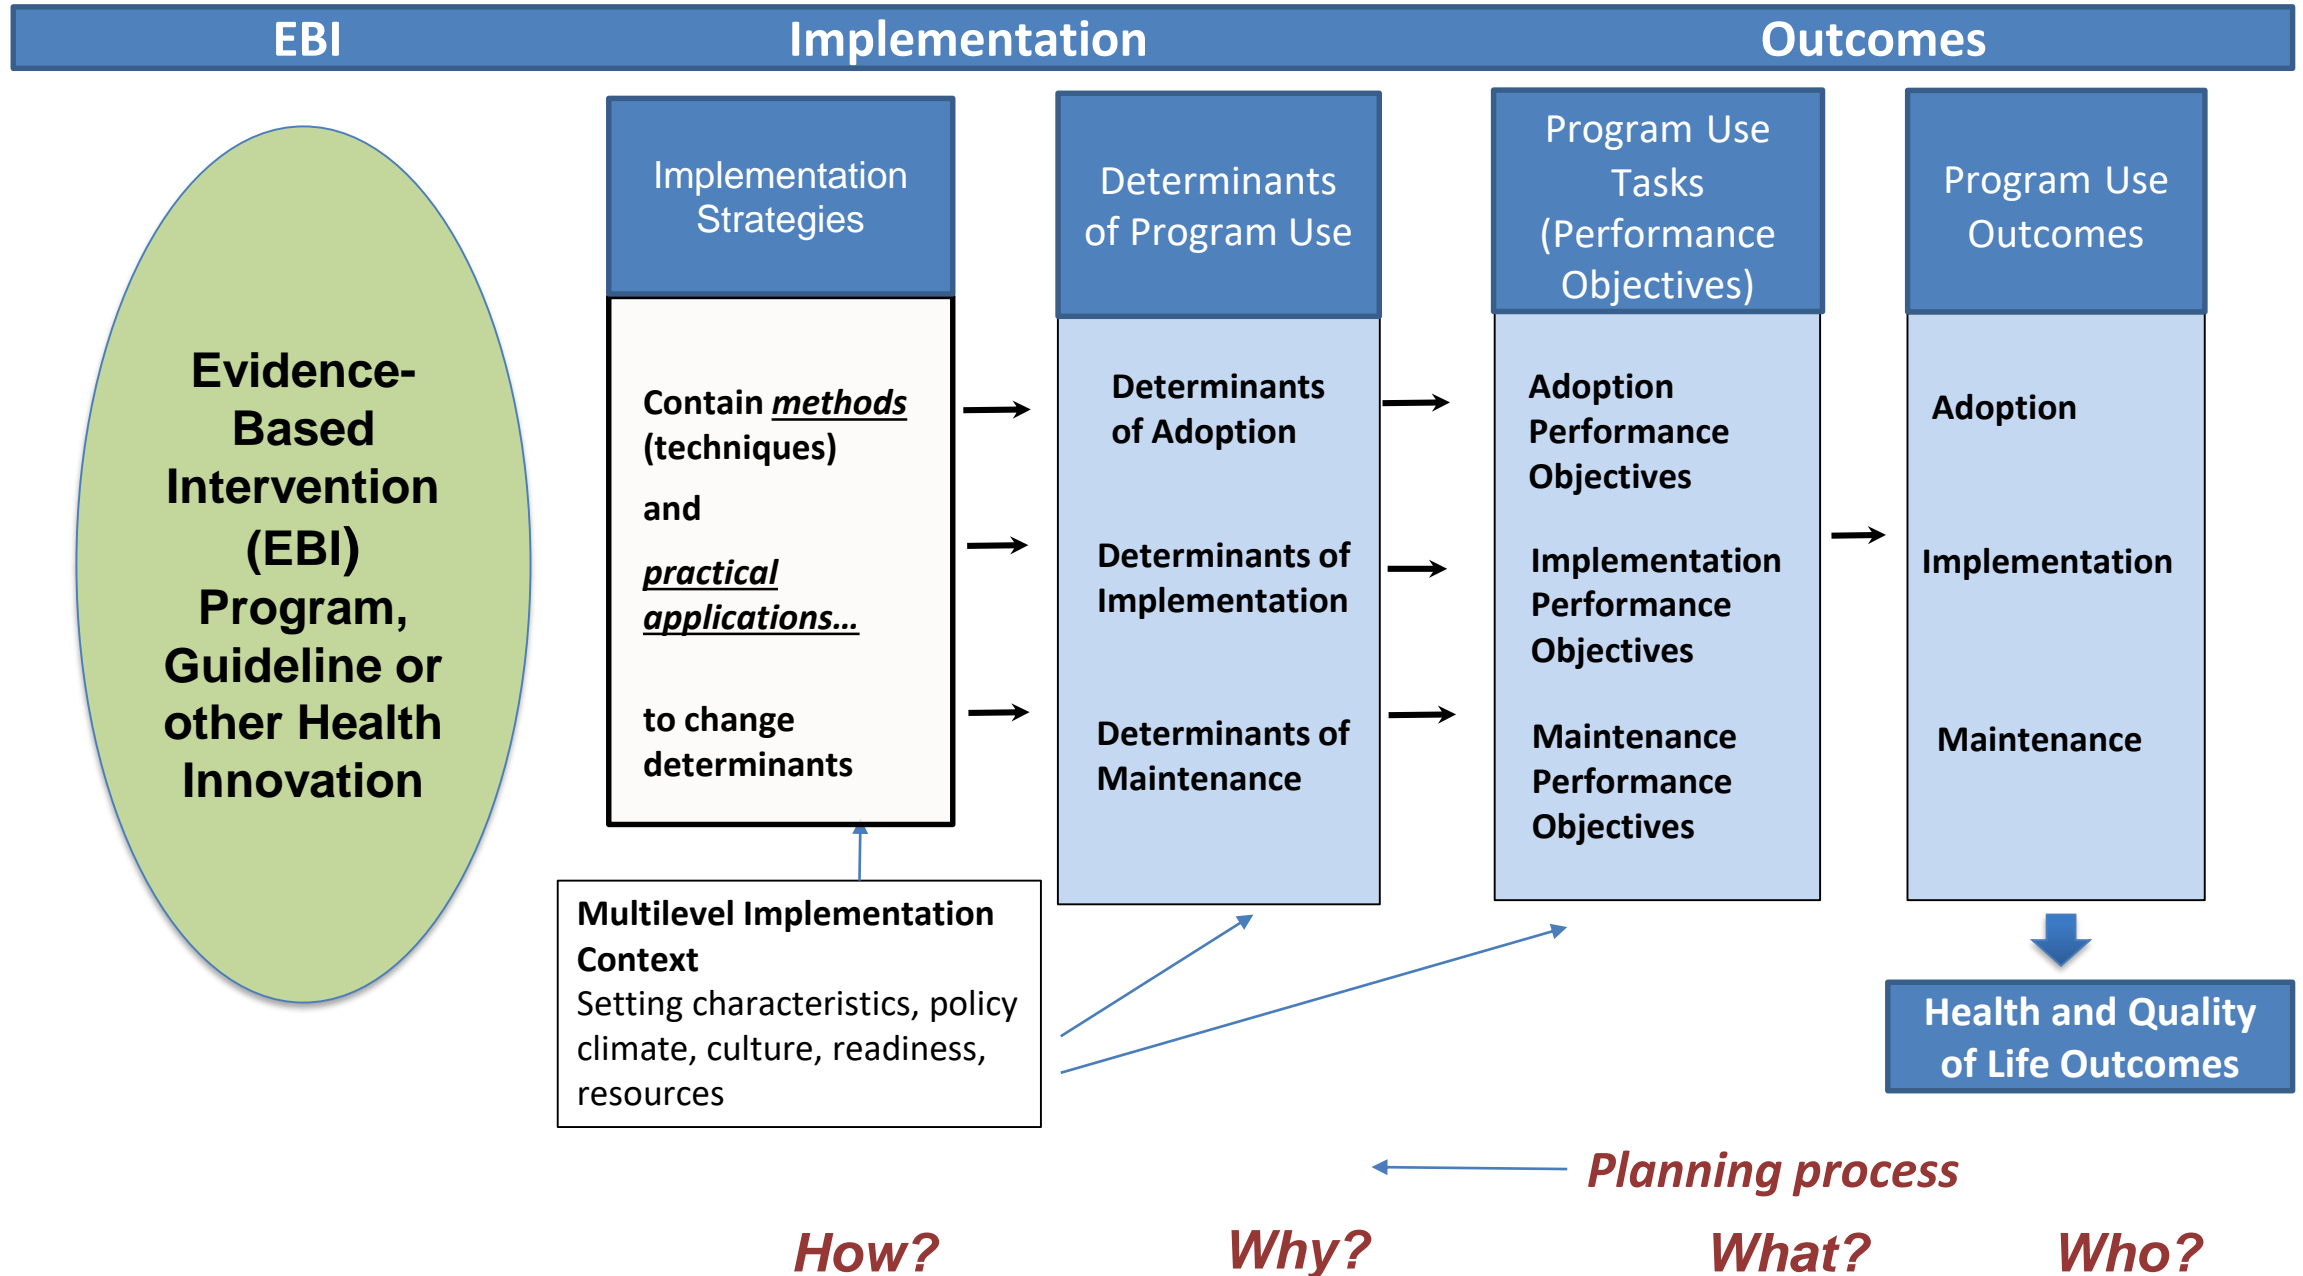 EBI
Implementation
Outcomes
Evidence-
Based
Intervention
(EBI)
Program,
Guideline or
other Health
Innovation
Implementation
Strategies
Contain methods
(techniques)
and
practical
applications...
to change
determinants
Determinants
of Program Use
Determinants
of Adoption
Determinants of
Implementation
Determinants of
Maintenance
Program Use
Tasks
(Performance
Objectives)
Adoption
Performance
Objectives
Implementation
Performance
Objectives
Maintenance
Performance
Objectives
Program Use
Outcomes
Adoption
Implementation
Maintenance
Multilevel Implementation
Context
Setting characteristics, policy
climate, culture, readiness,
resources
Health and Quality
of Life Outcomes
Planning process
How?
Why?
What?
Who?